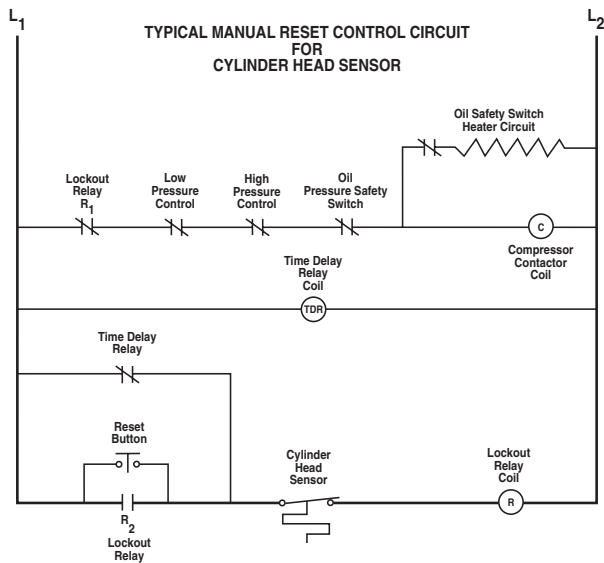 L1
L2
TYPICAL MANUAL RESET CONTROL CIRCUIT
FOR
CYLINDER HEAD SENSOR
Oil Safety Switch
Heater Circuit
Lockout
Relay
R1
Low
Pressure
Control
High
Pressure
Control
Oil
Pressure Safety
Switch
C
Compressor
Contactor
Coil
Time Delay
Relay
Coil
TDR
Time Delay
Relay
Reset
Button
R2
Lockout
Relay
Cylinder
Head
Sensor
Lockout
Relay
Coil
R